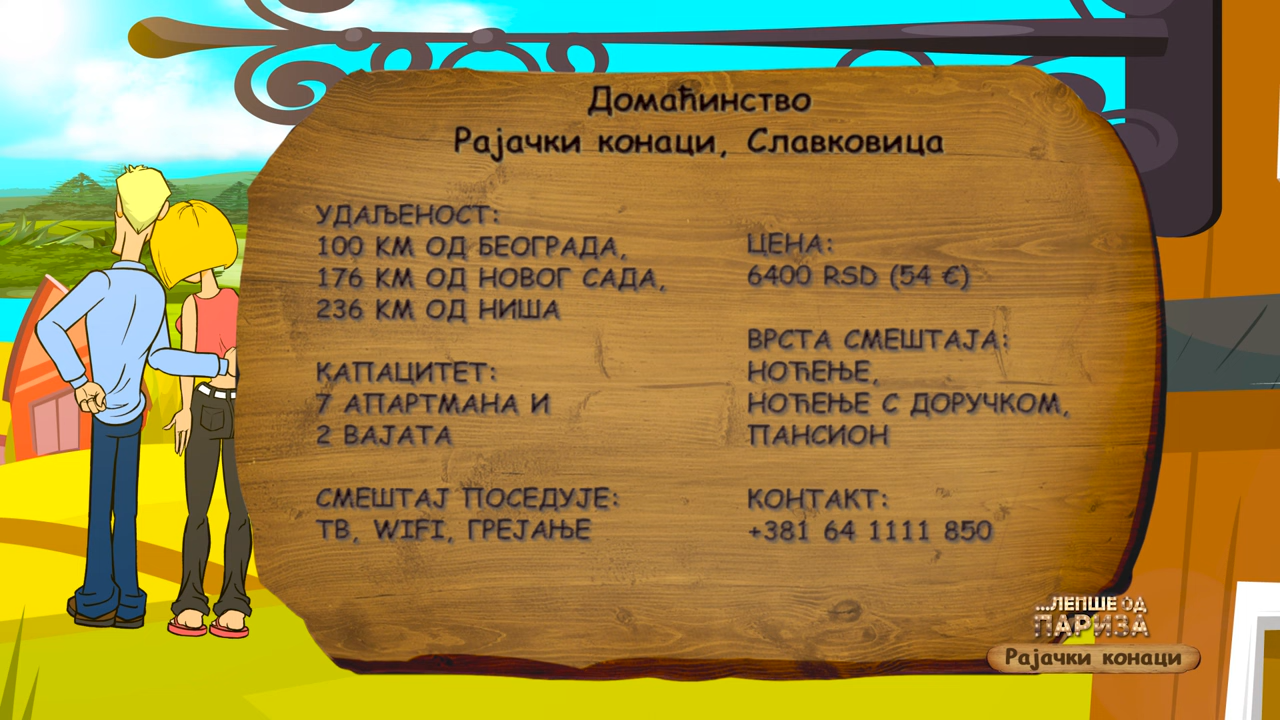 Домаћинство
Рајачки конаци, Славковица
УДАЉЕНОСТ:
100 КМ ОД БЕОГРАДА,
176 КМ ОД НОВОГ САДА,
236 КМ ОД НИША
КАПАЦИТЕТ:
7 АПАРТМАНА И
2 ВАЈАТА
СМЕШТАЈ ПОСЕДУЈЕ:
ТВ, WIFI, ГРЕЈАЊЕ
ЦЕНА:
6400 RSD (54 €)
ВРСТА СМЕШТАЈА:
НОЋЕЊЕ,
НОЋЕЊЕ С ДОРУЧКОМ,
ПАНСИОН
КОНТАКТ:
+381 64 1111 850
...ЛЕПШЕ ОД
ПАРИЗА
Рајачки конаци